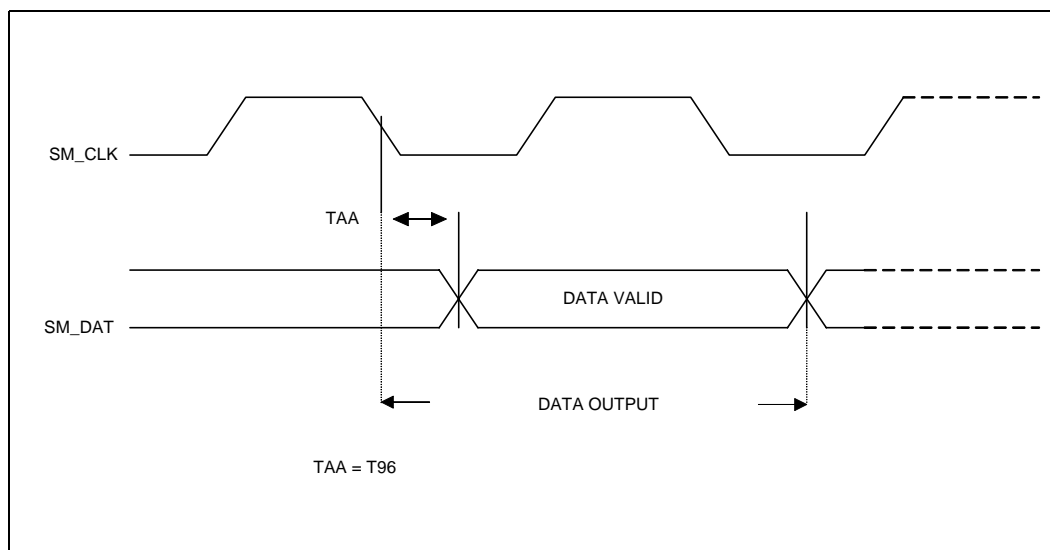 SM_CLK
TAA
DATA VALID
SM_DAT
DATA OUTPUT
TAA = T96